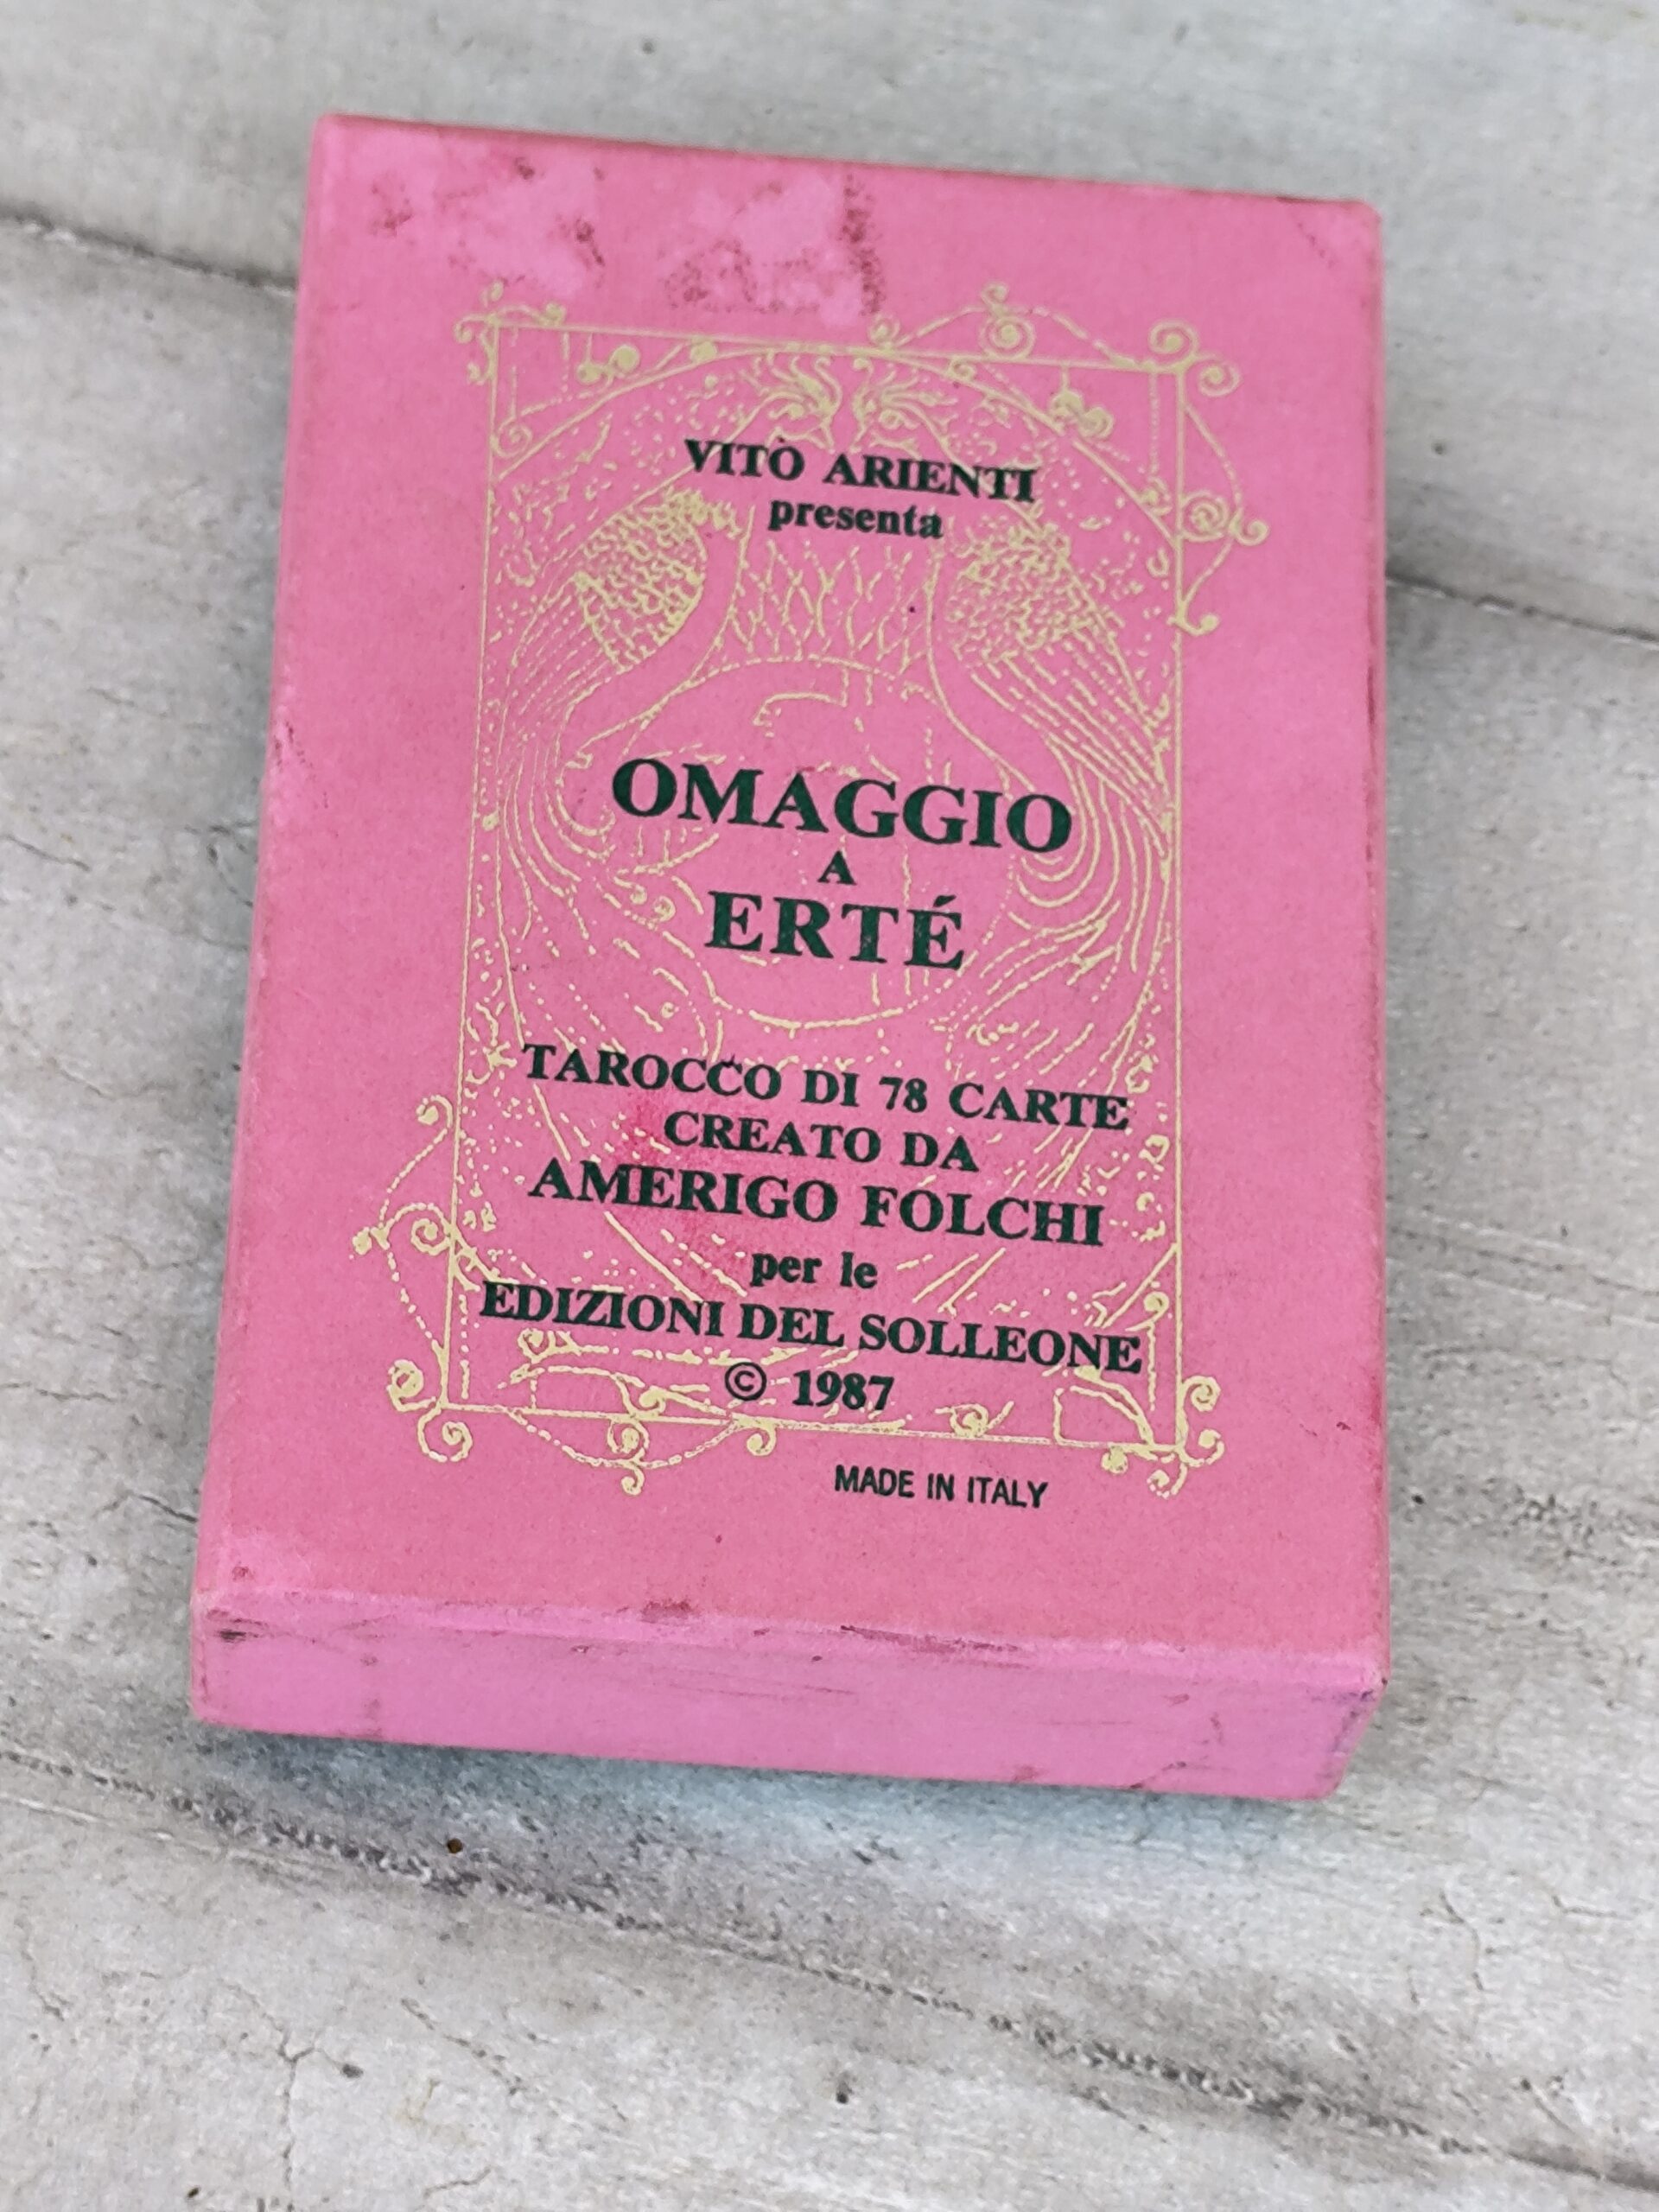 VITO ARIENTI
presenta
OMAGGIO
A
ERTÉ
TAROCCO DI 78 CARTE
CREATO DA
AMERIGO FOLCHI
per le
EDIZIONI DEL SOLLEONE
© 1987
MADE IN ITALY